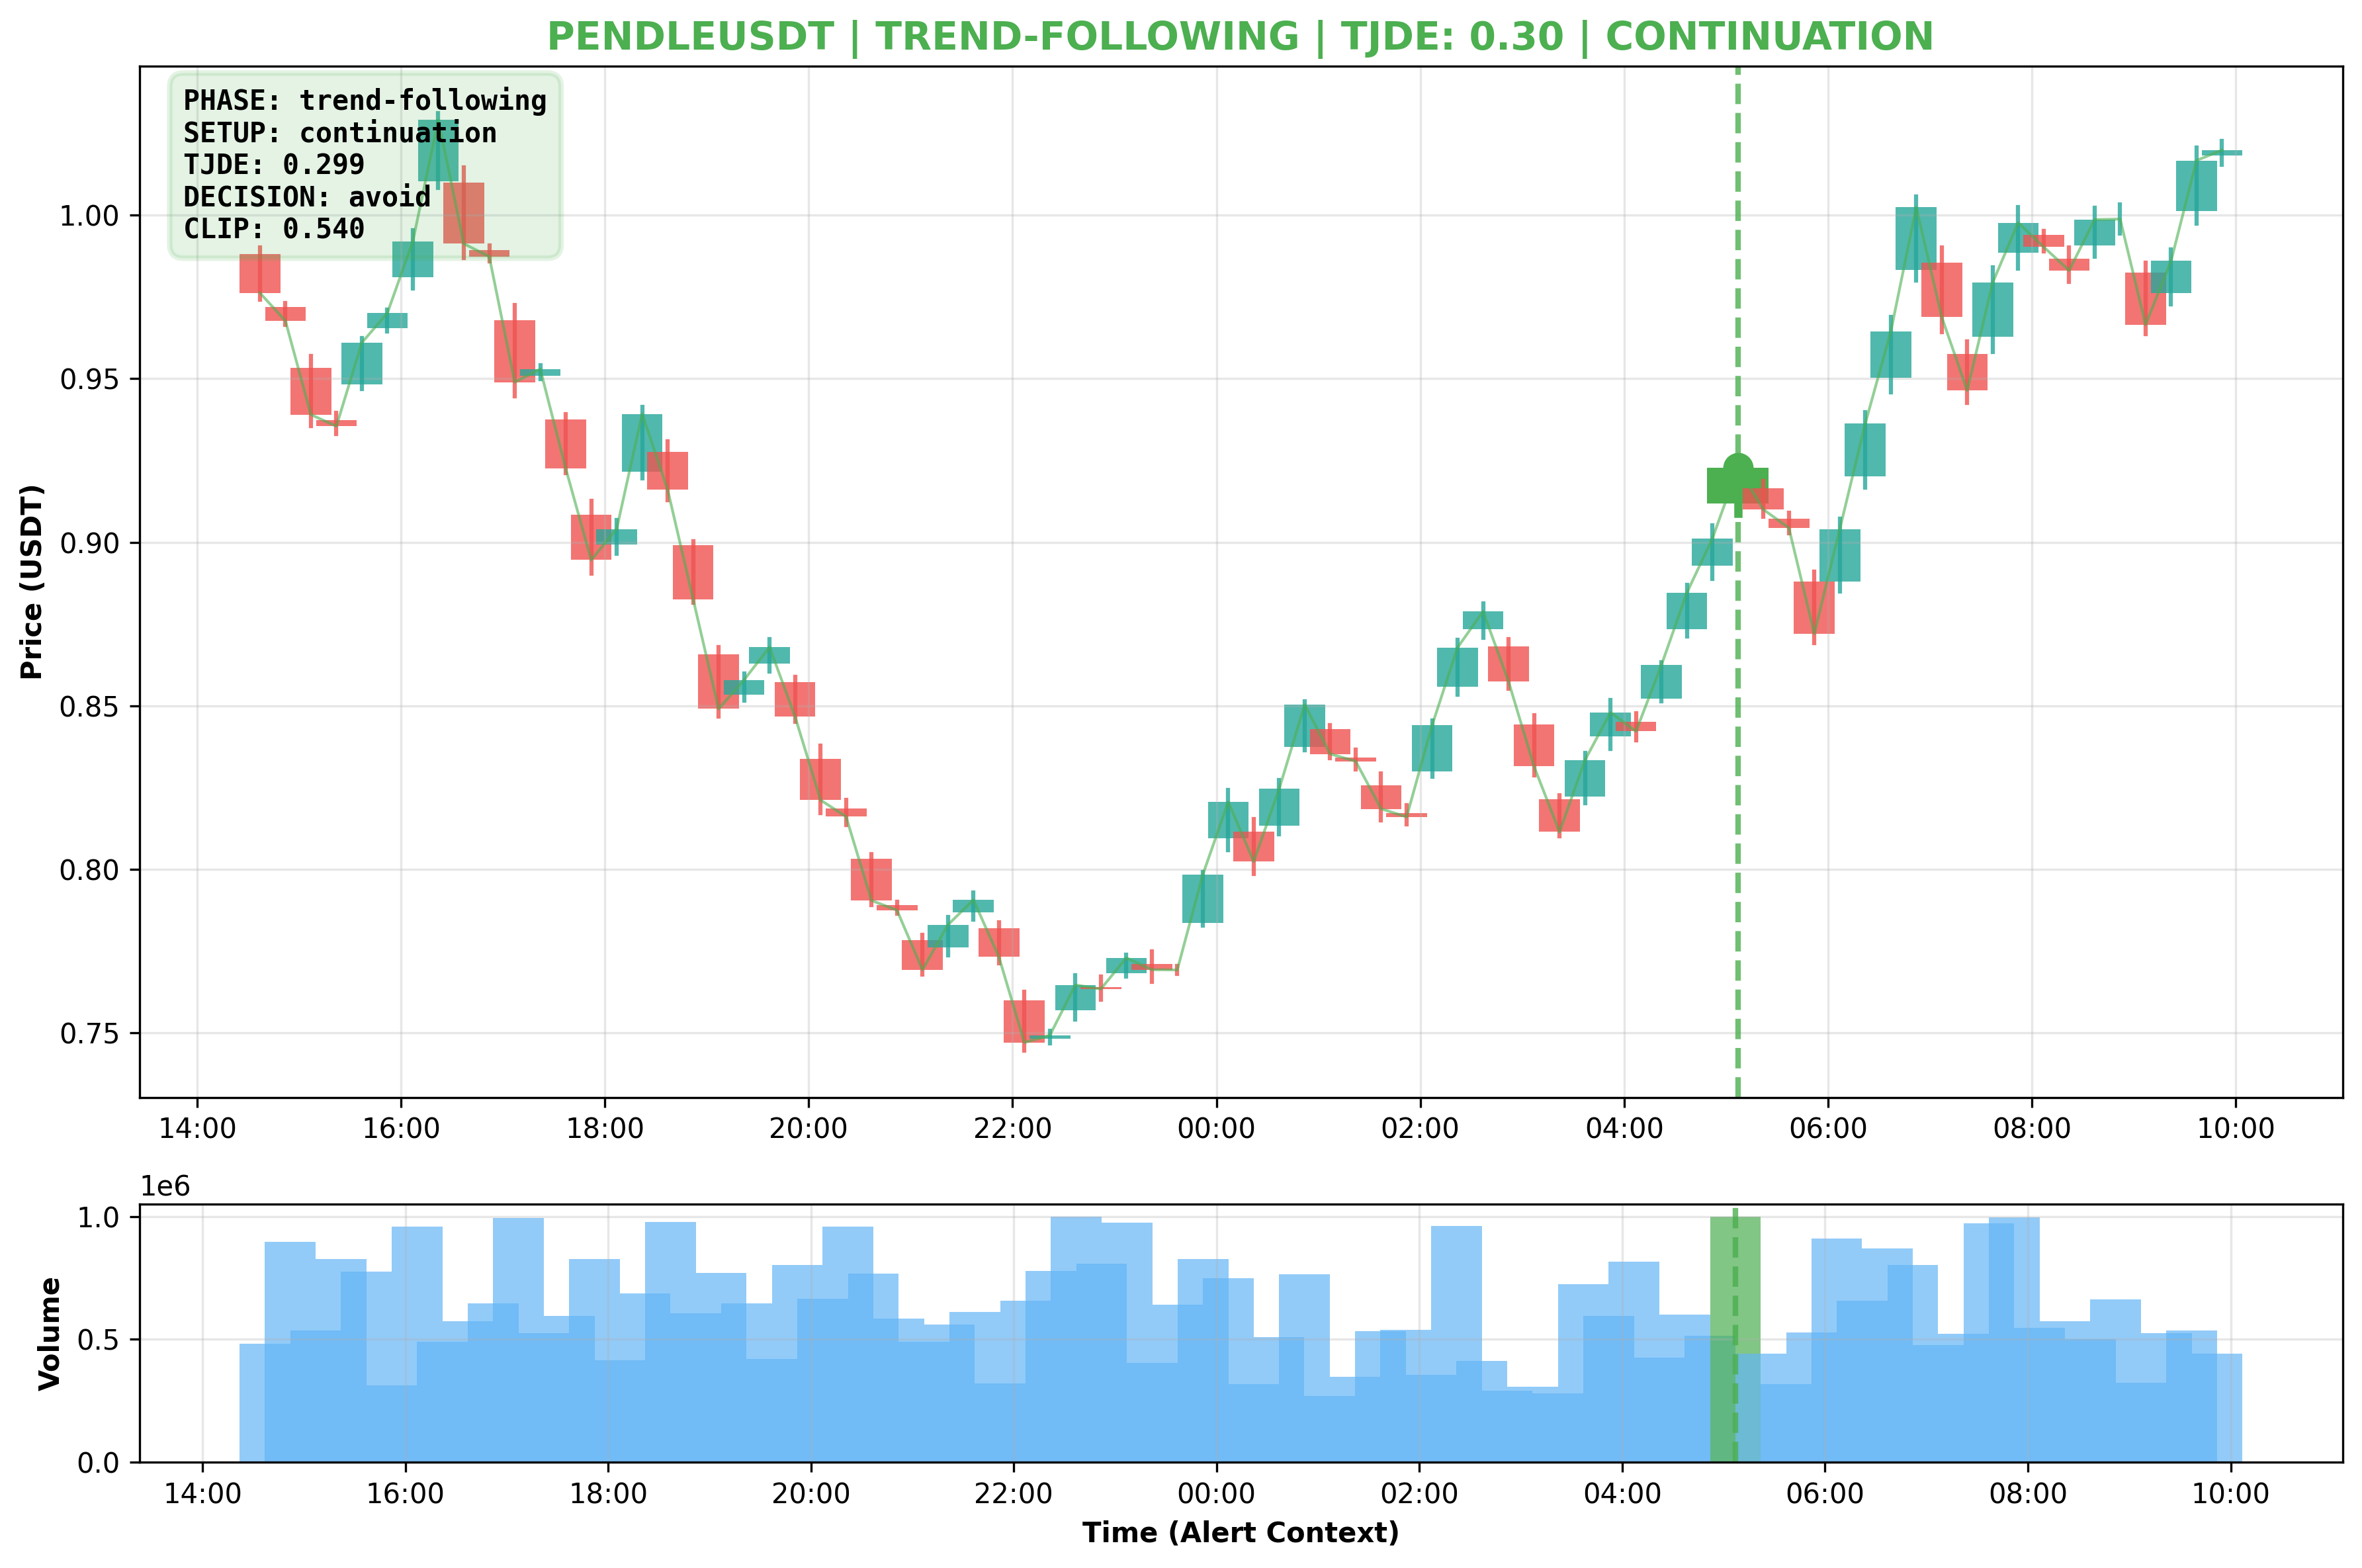 PENDLEUSDT | TREND-FOLLOWING | TJDE: 0.30 | CONTINUATION
PHASE: trend-following
SETUP: continuation
TJDE: 0.299
DECISION: avoid
CLIP: 0.540
Price (USDT)
1.00
0.95
0.90
0.85
0.80
0.75
14:00 16:00 18:00 20:00 22:00 00:00 02:00 04:00 06:00 08:00 10:00
1e6
Volume
1.0
0.5
0.0
14:00 16:00 18:00 20:00 22:00 00:00 02:00 04:00 06:00 08:00 10:00
Time (Alert Context)